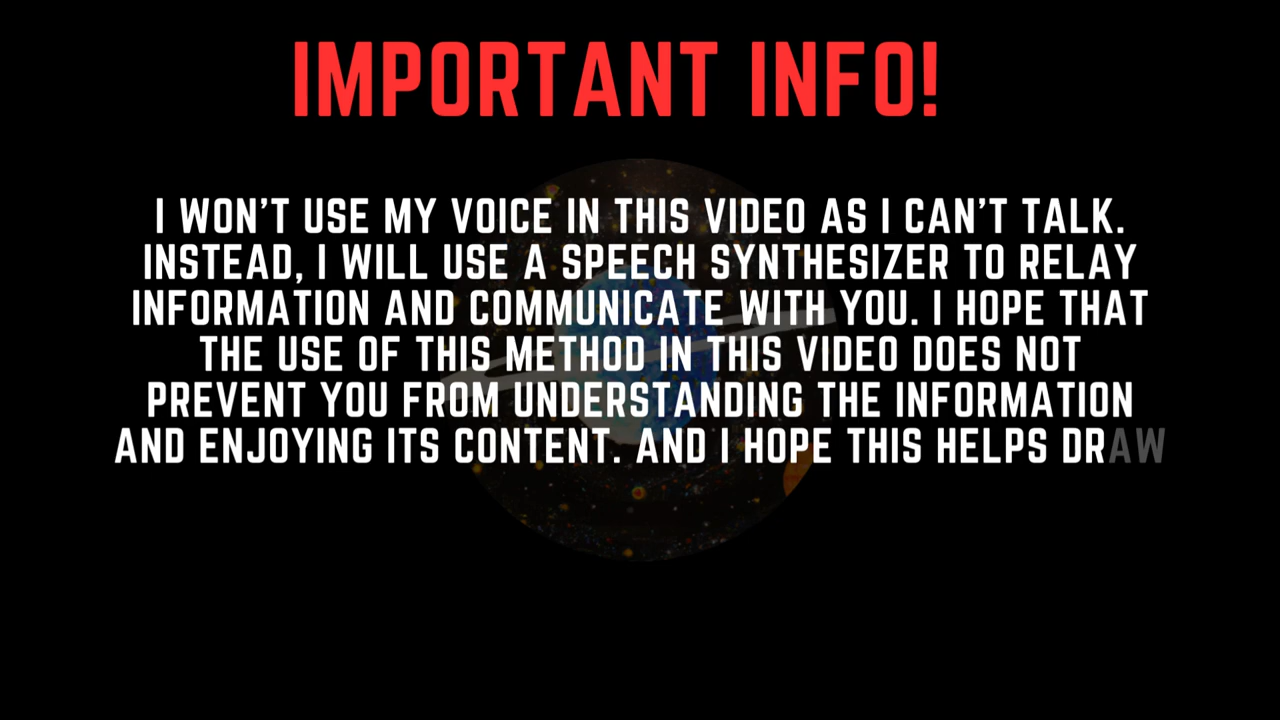 IMPORTANT INFO!
I WON'T USE MY VOICE IN THIS VIDEO AS I CAN'T TALK.
INSTEAD, I WILL USE A SPEECH SYNTHESIZER TO RELAY
INFORMATION AND COMMUNICATE WITH YOU. I HOPE THAT
THE USE OF THIS METHOD IN THIS VIDEO DOES NOT
PREVENT YOU FROM UNDERSTANDING THE INFORMATION
AND ENJOYING ITS CONTENT. AND I HOPE THIS HELPS DRAW